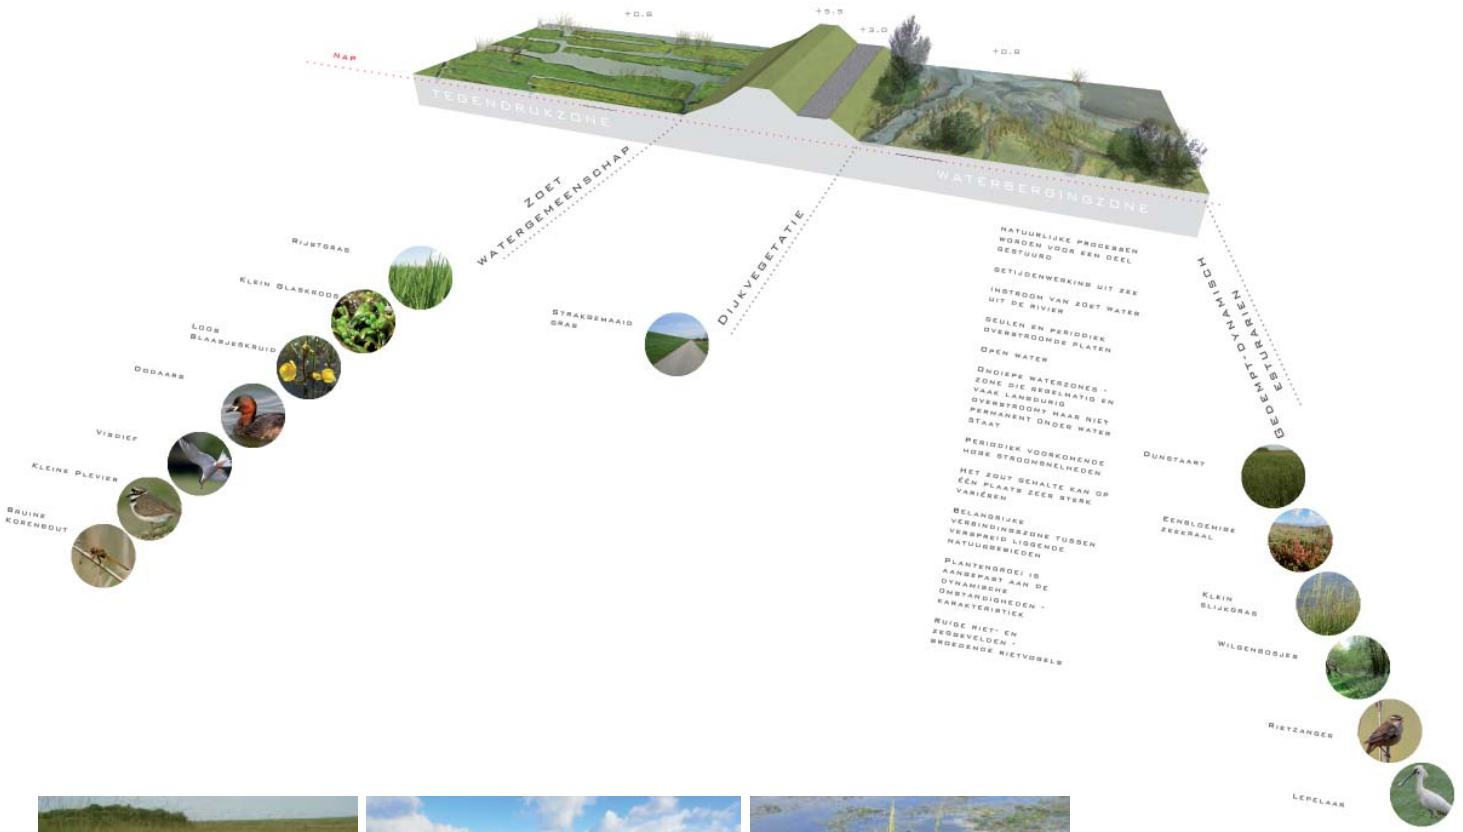 +0.8
+5.5
+3.0
+0.8
NAP
TEGENDRUKZONE
WATERBERGINGZONE
ZOET
WATERGEMEENSCHAP
DIJKVEGETATIE
GEDEMPT-DYNAMISCH
ESTURARIEN
RIJSTGRAS
KLEIN GLASKROOS
LOOS
BLAASJESKRUID
DODAARS
VISDIEF
KLEINE PLEVIER
BRUINE
KORENBOUT
STRAKGEMAAID
GRAS
NATUURLIJKE PROCESSEN
WORDEN VOOR EEN DEEL
GESTUURD
GETIJDENWERKING UIT ZEE
INSTROOM VAN ZOET WATER
UIT DE RIVIER
GEULEN EN PERIODIEK
OVERSTROOMDE PLATEN
OPEN WATER
ONDIEPE WATERZONES -
ZONE DIE REGELMATIG EN
VAAK LANGDURIG
OVERSTROOMT MAAR NIET
PERMANENT ONDER WATER
STAAT
PERIODIEK VOORKOMENDE
HOGE STROOMSNELHEDEN
HET ZOUT GEHALTE KAN OP
ÉÉN PLAATS ZEER STERK
VARIËREN
BELANGRIJKE
VERBINDINGSZONE TUSSEN
VERSPREID LIGGENDE
NATUURGEBIEDEN
PLANTENGROEI IS
AANGEPAST AAN DE
DYNAMISCHE
OMSTANDIGHEDEN -
KARAKTERISTIEK
RUIGE RIET- EN
ZEGGEVELDEN -
BROEDENDE RIETVOGELS
DUNSTAART
EENBLOEMIGE
ZEEKRAAL
KLEIN
SLIJKGRAS
WILGENBOSJES
RIETZANGER
LEPELAAR